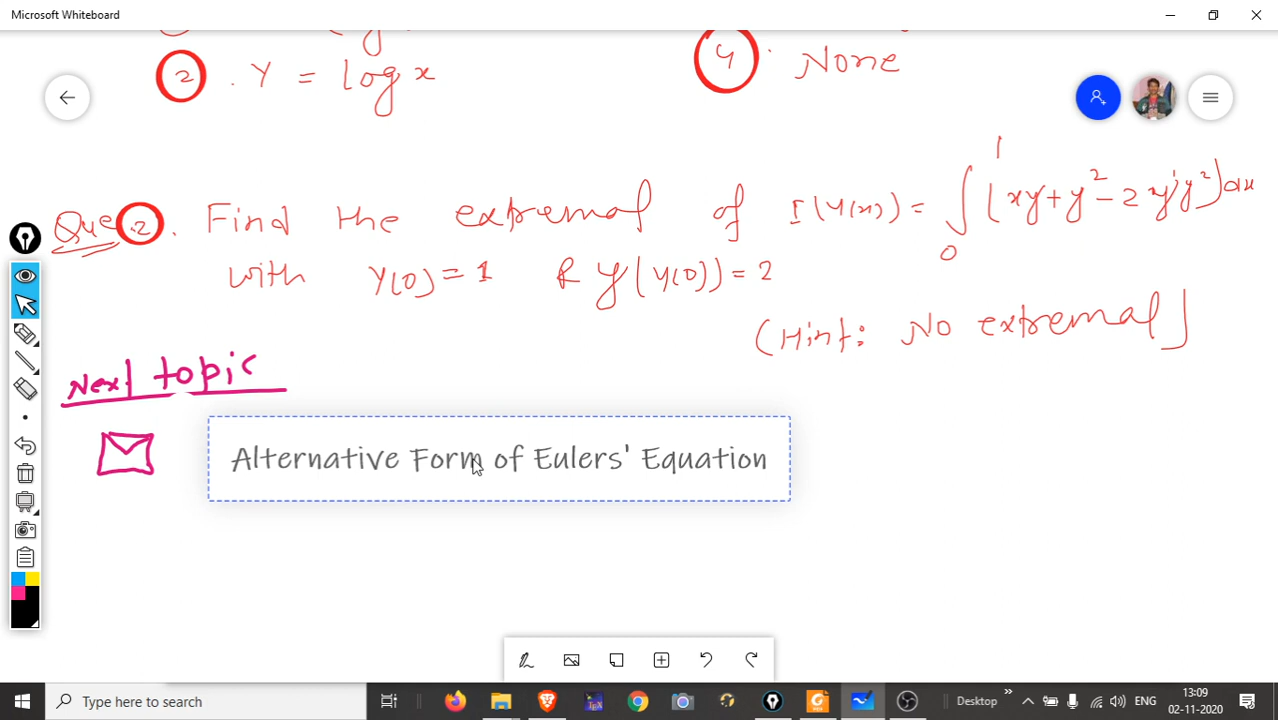 Microsoft Whiteboard
2 . Y = log x
4 . None
Que 2. Find the extremal of I(Y(x)) = ∫₀¹ (xy + y² - 2y²y') dx
with Y(0) = 1 & y(y(0)) = 2
(Hint: No extremal]
Next topic
Alternative Form of Eulers' Equation
Type here to search
Desktop
ENG
13:09
02-11-2020